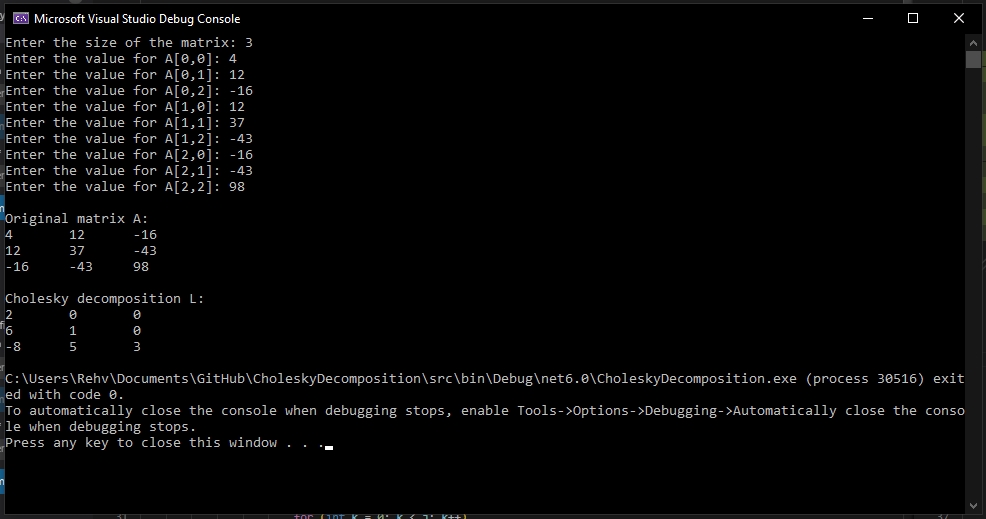 Microsoft Visual Studio Debug Console
Enter the size of the matrix: 3
Enter the value for A[0,0]: 4
Enter the value for A[0,1]: 12
Enter the value for A[0,2]: -16
Enter the value for A[1,0]: 12
Enter the value for A[1,1]: 37
Enter the value for A[1,2]: -43
Enter the value for A[2,0]: -16
Enter the value for A[2,1]: -43
Enter the value for A[2,2]: 98
Original matrix A:
4 12 -16
12 37 -43
-16 -43 98
Cholesky decomposition L:
2 0 0
6 1 0
-8 5 3
C:\Users\Rehv\Documents\GitHub\CholeskyDecomposition\src\bin\Debug\net6.0\CholeskyDecomposition.exe (process 30516) exit
ed with code 0.
To automatically close the console when debugging stops, enable Tools->Options->Debugging->Automatically close the conso
le when debugging stops.
Press any key to close this window . . .